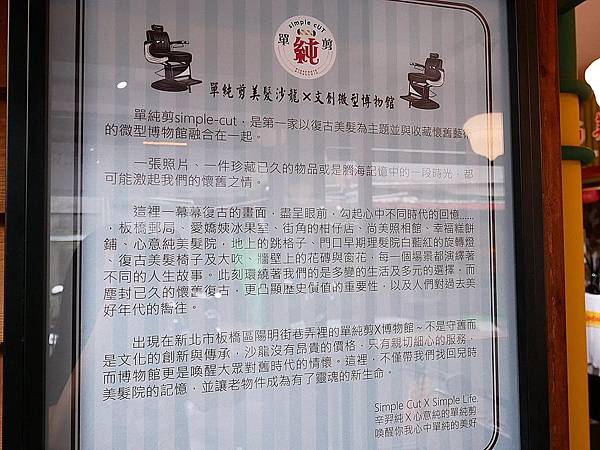 simple CUT
單 純 剪
單純剪美髮沙龍×文創微型博物館
單純剪simple-cut，是第一家以復古美髮為主題並與收藏懷舊藝術
的微型博物館融合在一起。
一張照片、一件珍藏已久的物品或是腦海記憶中的一段時光，都
可能激起我們的懷舊之情。
這裡一幕幕復古的畫面，盡呈眼前，勾起心中不同時代的回憶......
，板橋郵局、愛嬌姨冰果室、街角的柑仔店、尚美照相館、幸福糕餅
鋪、心意純美髮院，地上的跳格子、門口早期理髮院白藍紅的旋轉燈
、復古美髮椅子及大吹、牆壁上的花磚與窗花，每一個場景都演繹著
不同的人生故事。此刻環繞著我們的是多變的生活及多元的選擇，而
塵封已久的懷舊復古，更凸顯歷史價值的重要性，以及人們對過去美
好年代的嚮往。
出現在新北市板橋區陽明街巷弄裡的單純剪X博物館~不是守舊而
是文化的創新與傳承，沙龍沒有昂貴的價格，只有親切細心的服務，
而博物館更是喚醒大眾對舊時代的情懷。這裡，不僅帶我們找回兒時
美髮院的記憶，並讓老物件成為有了靈魂的新生命。
Simple Cut X Simple Life.
辛羿純X心意純的單純剪
喚醒你我心中單純的美好